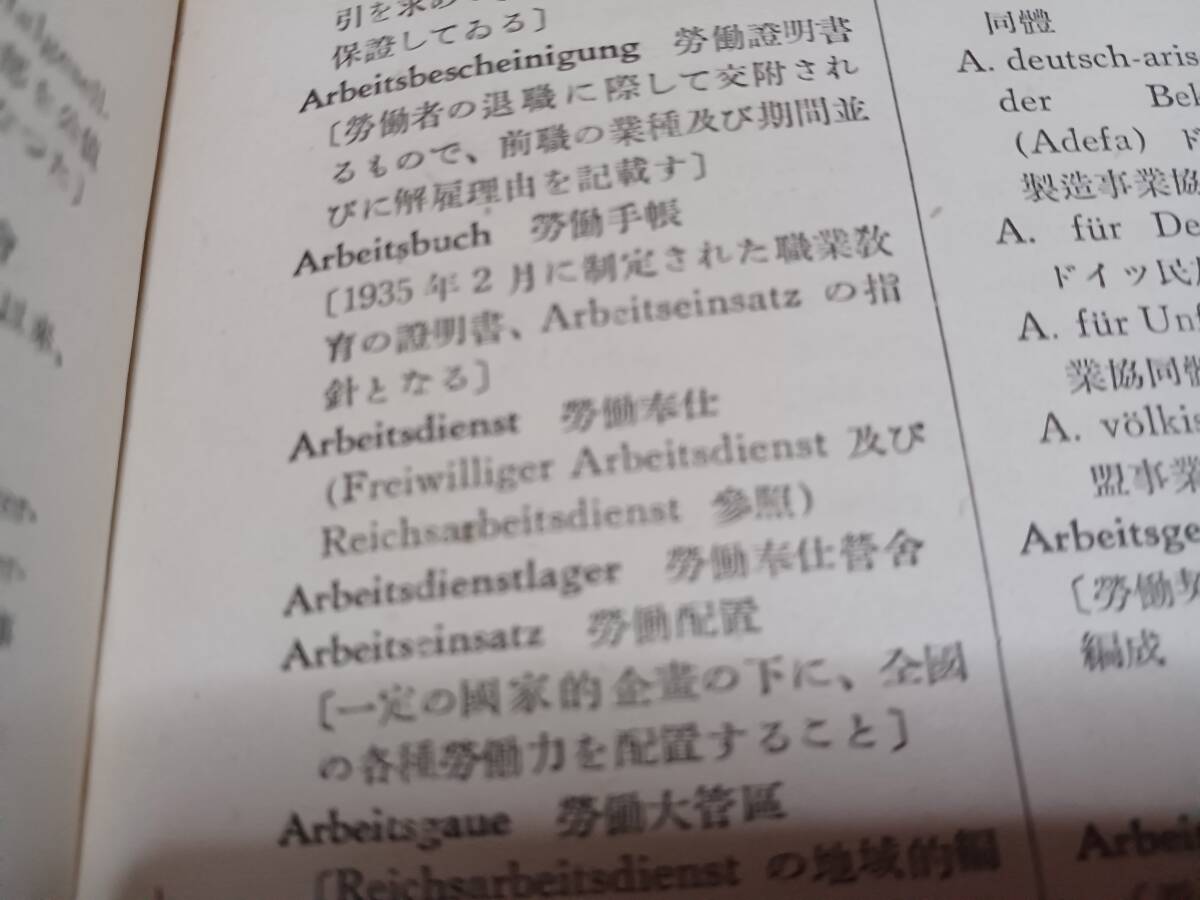 引を求め
保證してゐる〕
Arbeitsbescheinigung 勞働證明書
〔勞働者の退職に際して交附され
るもので、前職の業種及び期間並
びに解雇理由を記載す〕
Arbeitsbuch 勞働手帳
〔1935年2月に制定された職業敎
育の證明書、Arbeitseinsatz の指
針となる〕
Arbeitsdienst 勞働奉仕
(Freiwilliger Arbeitsdienst 及び
Reichsarbeitsdienst 參照)
Arbeitsdienstlager 勞働奉仕營舍
Arbeitseinsatz 勞働配置
〔一定の國家的企畫の下に、全國
の各種勞働力を配置すること〕
Arbeitsgaue 勞働大管區
〔Reichsarbeitsdienst の地域的編
同體
A. deutsch-aris
der Bek
(Adefa) ド
製造事業協
A. für De
ドイツ民
A. für Unf
業協同體
A. völkis
盟事業
Arbeitsge
〔勞働契
編成
Arbeit
以來、